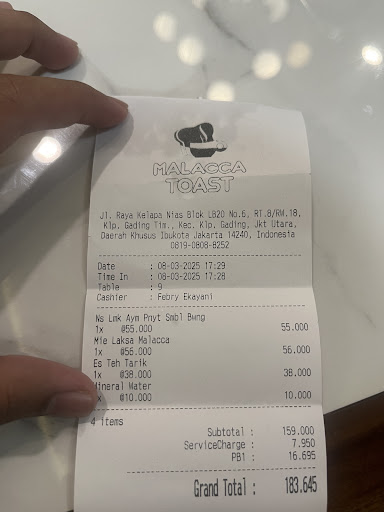 MALACCA
TOAST
Jl. Raya Kelapa Nias Blok LB20 No.6, RT.8/RW.18,
Klp. Gading Tim., Kec. Klp. Gading, Jkt Utara,
Daerah Khusus Ibukota Jakarta 14240, Indonesia
0819-0808-8252
Date : 08-03-2025 17:29
Time In : 08-03-2025 17:28
Table : 9
Cashier : Febry Ekayani
Ns Lmk Aym Pnyt Smbl Bwng
1x @55.000 55.000
Mie Laksa Malacca
1x @56.000 56.000
Es Teh Tarik
1x @38.000 38.000
Mineral Water
@10.000 10.000
4 items
Subtotal : 159.000
ServiceCharge : 7.950
PB1 : 16.695
Grand Total : 183.645